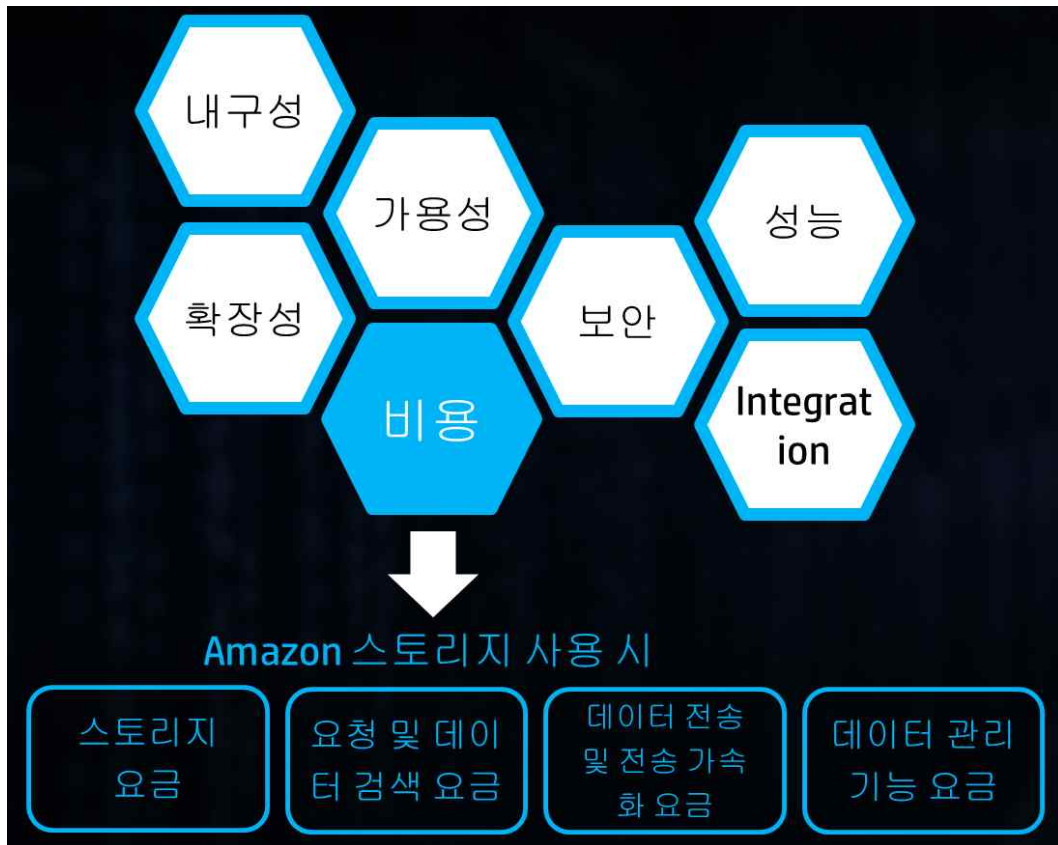 내구성
가용성
성능
확장성
보안
비용
Integrat
ion
Amazon 스토리지 사용 시
스토리지
요금
요청 및 데이
터 검색 요금
데이터 전송
및 전송 가속
화 요금
데이터 관리
기능 요금